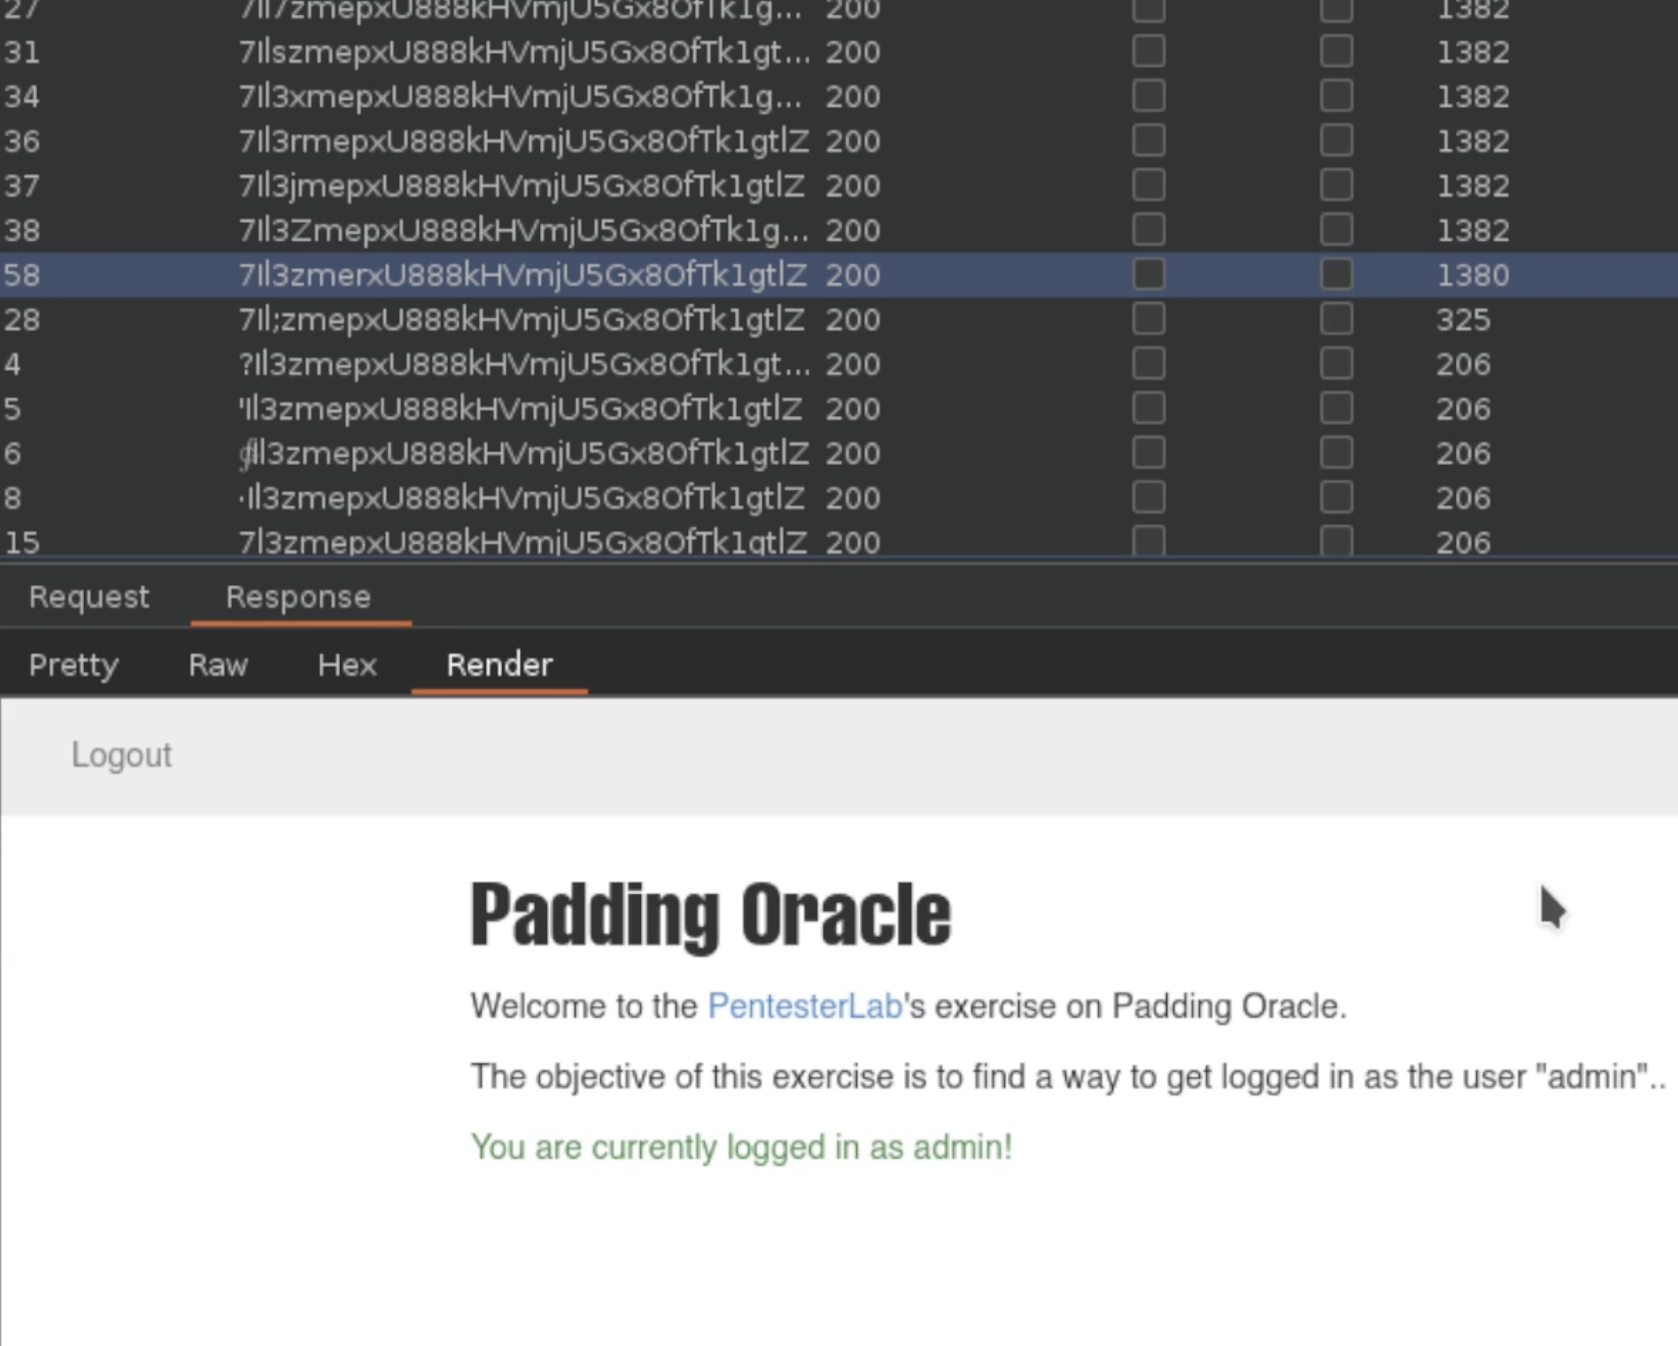 27 7Il7zmepxU888kHVmjU5Gx8OfTk1g... 200 1382
31 7IlszmepxU888kHVmjU5Gx8OfTk1gt... 200 1382
34 7Il3xmepxU888kHVmjU5Gx8OfTk1g... 200 1382
36 7Il3rmepxU888kHVmjU5Gx8OfTk1gtlZ 200 1382
37 7Il3jmepxU888kHVmjU5Gx8OfTk1gtlZ 200 1382
38 7Il3ZmepxU888kHVmjU5Gx8OfTk1g... 200 1382
58 7Il3zmerxU888kHVmjU5Gx8OfTk1gtlZ 200 1380
28 7Il;zmepxU888kHVmjU5Gx8OfTk1gtlZ 200 325
4 ?Il3zmepxU888kHVmjU5Gx8OfTk1gt... 200 206
5 'Il3zmepxU888kHVmjU5Gx8OfTk1gtlZ 200 206
6 200 206
8 ·Il3zmepxU888kHVmjU5Gx8OfTk1gtlZ 200 206
15 7l3zmepxU888kHVmjU5Gx8OfTk1gtlZ 200 206
Request Response
Pretty Raw Hex Render
Logout
Padding Oracle
Welcome to the PentesterLab's exercise on Padding Oracle.
The objective of this exercise is to find a way to get logged in as the user "admin"..
You are currently logged in as admin!